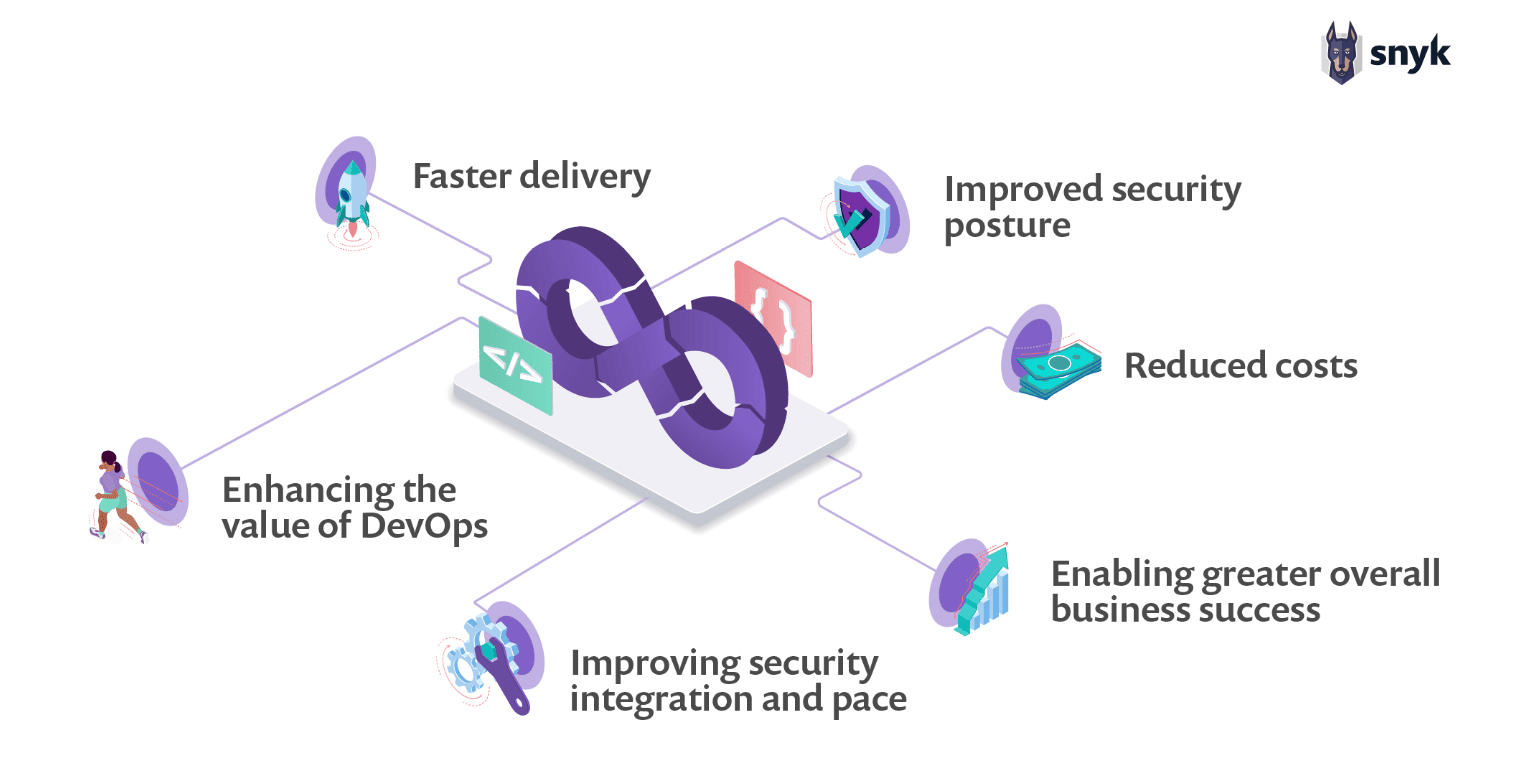 snyk
Faster delivery
Improved security
posture
</>
{ }
Reduced costs
Enhancing the
value of DevOps
Enabling greater overall
business success
Improving security
integration and pace